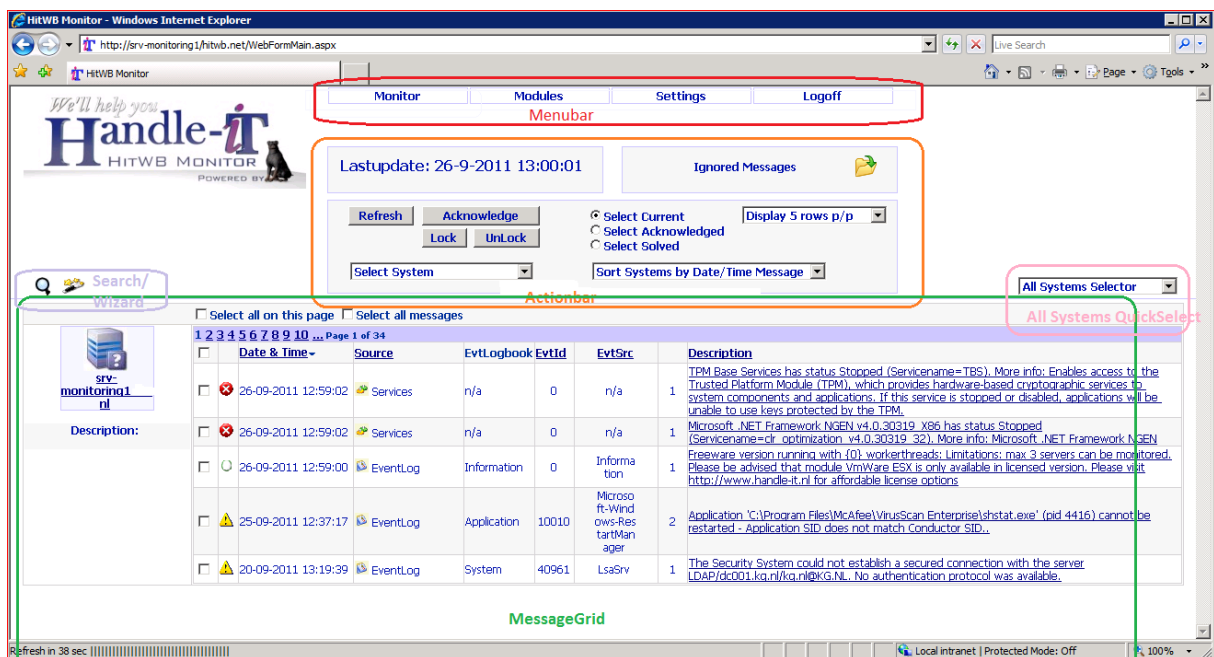 HitWB Monitor - Windows Internet Explorer
http://srv-monitoring1/hitwb.net/WebFormMain.aspx
Live Search
HitWB Monitor
Page
Tools
We'll help you
Handle-iT
HITWB MONITOR
POWERED BY
Monitor Modules Settings Logoff
Menubar
Lastupdate: 26-9-2011 13:00:01
Ignored Messages
Refresh Acknowledge
Lock UnLock
Select Current
Select Acknowledged
Select Solved
Display 5 rows p/p
Select System
Sort Systems by Date/Time Message
Actionbar
Search/
Wizard
All Systems Selector
All Systems QuickSelect
Select all on this page Select all messages
1 2 3 4 5 6 7 8 9 10 ... Page 1 of 34
Date & Time Source EvtLogbook EvtId EvtSrc Description
srv-
monitoring1
nl
Description:
26-09-2011 12:59:02 Services n/a 0 n/a 1
TPM Base Services has status Stopped (Servicename=TBS). More info: Enables access to the
Trusted Platform Module (TPM), which provides hardware-based cryptographic services to
system components and applications. If this service is stopped or disabled, applications will be
unable to use keys protected by the TPM.
26-09-2011 12:59:02 Services n/a 0 n/a 1
Microsoft .NET Framework NGEN v4.0.30319_X86 has status Stopped
(Servicename=clr_optimization_v4.0.30319_32). More info: Microsoft .NET Framework NGEN
26-09-2011 12:59:00 EventLog Information 0 Informa
tion 1
Freeware version running with {0} workerthreads: Limitations: max 3 servers can be monitored.
Please be advised that module VmWare ESX is only available in licensed version. Please visit
http://www.handle-it.nl for affordable license options
25-09-2011 12:37:17 EventLog Application 10010
Microso
ft-Wind
ows-Res
tartMan
ager
2
Application 'C:\Program Files\McAfee\VirusScan Enterprise\shstat.exe' (pid 4416) cannot be
restarted - Application SID does not match Conductor SID..
20-09-2011 13:19:39 EventLog System 40961 LsaSrv 1
The Security System could not establish a secured connection with the server
LDAP/dc001.kg.nl/kg.nl@KG.NL. No authentication protocol was available.
MessageGrid
Refresh in 38 sec
Local intranet | Protected Mode: Off
100%